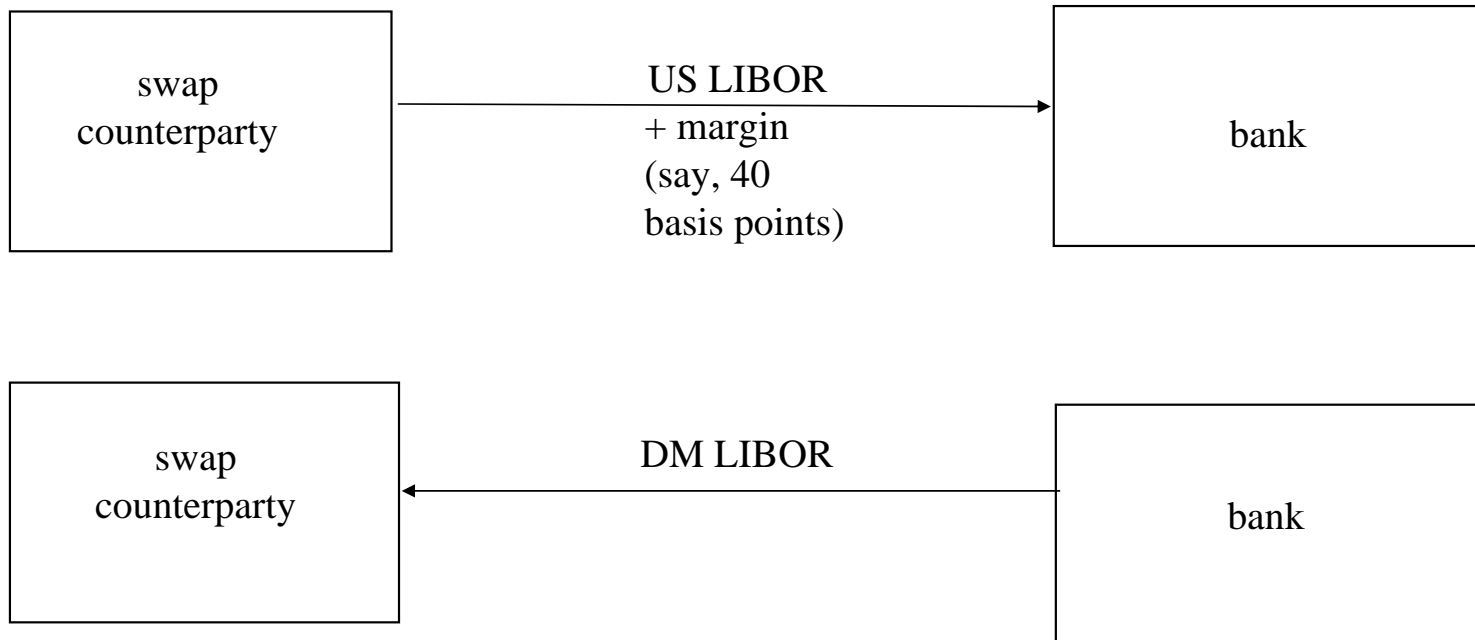 swap
counterparty
US LIBOR
+ margin
(say, 40
basis points)
bank
swap
counterparty
DM LIBOR
bank